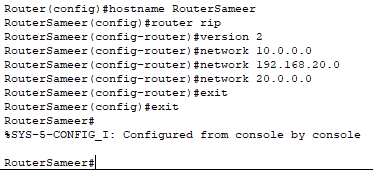 Router(config)#hostname RouterSameer
RouterSameer(config)#router rip
RouterSameer(config-router)#version 2
RouterSameer(config-router)#network 10.0.0.0
RouterSameer(config-router)#network 192.168.20.0
RouterSameer(config-router)#network 20.0.0.0
RouterSameer(config-router)#exit
RouterSameer(config)#exit
RouterSameer#
%SYS-5-CONFIG_I: Configured from console by console
RouterSameer#